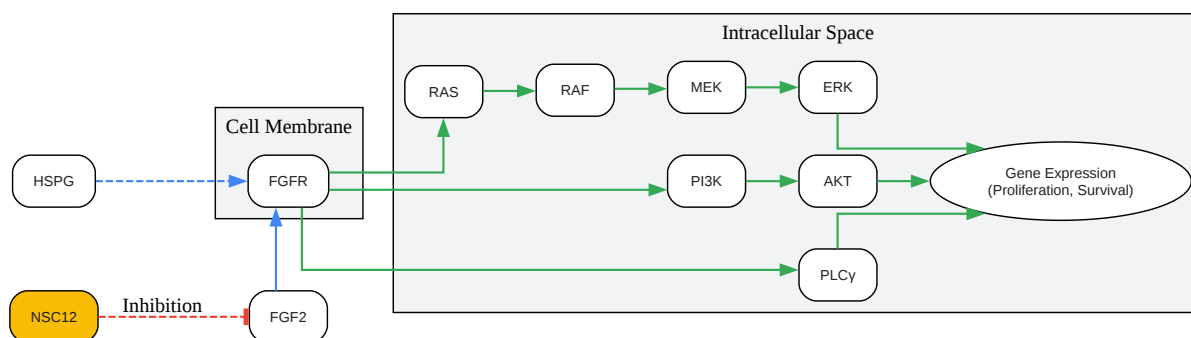 Intracellular Space
RAS
RAF
MEK
ERK
Cell Membrane
HSPG
FGFR
PI3K
AKT
Gene Expression
(Proliferation, Survival)
PLCγ
NSC12
Inhibition
FGF2